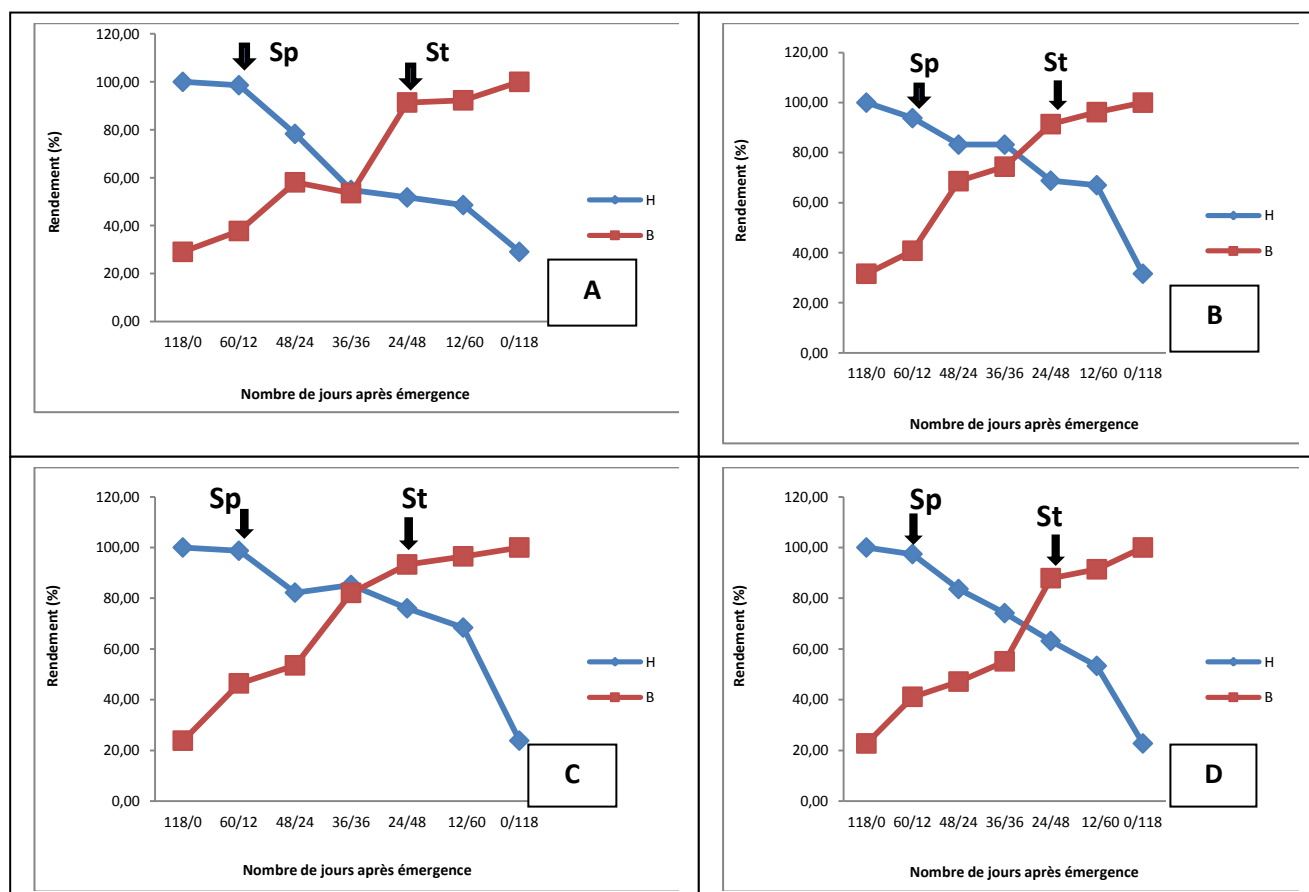 120,00
100,00
80,00
60,00
40,00
20,00
0,00
Rendement (%)
Sp St
H
B
A
118/0 60/12 48/24 36/36 24/48 12/60 0/118
Nombre de jours après émergence
120,00
100,00
80,00
60,00
40,00
20,00
0,00
Rendement (%)
Sp St
H
B
B
118/0 60/12 48/24 36/36 24/48 12/60 0/118
Nombre de jours après émergence
120,00
100,00
80,00
60,00
40,00
20,00
0,00
Rendement (%)
Sp St
H
B
C
118/0 60/12 48/24 36/36 24/48 12/60 0/118
Nombre de jours après émergence
120,00
100,00
80,00
60,00
40,00
20,00
0,00
Rendement (%)
Sp
St
H
B
D
118/0 60/12 48/24 36/36 24/48 12/60 0/118
Nombre de jours après émergence